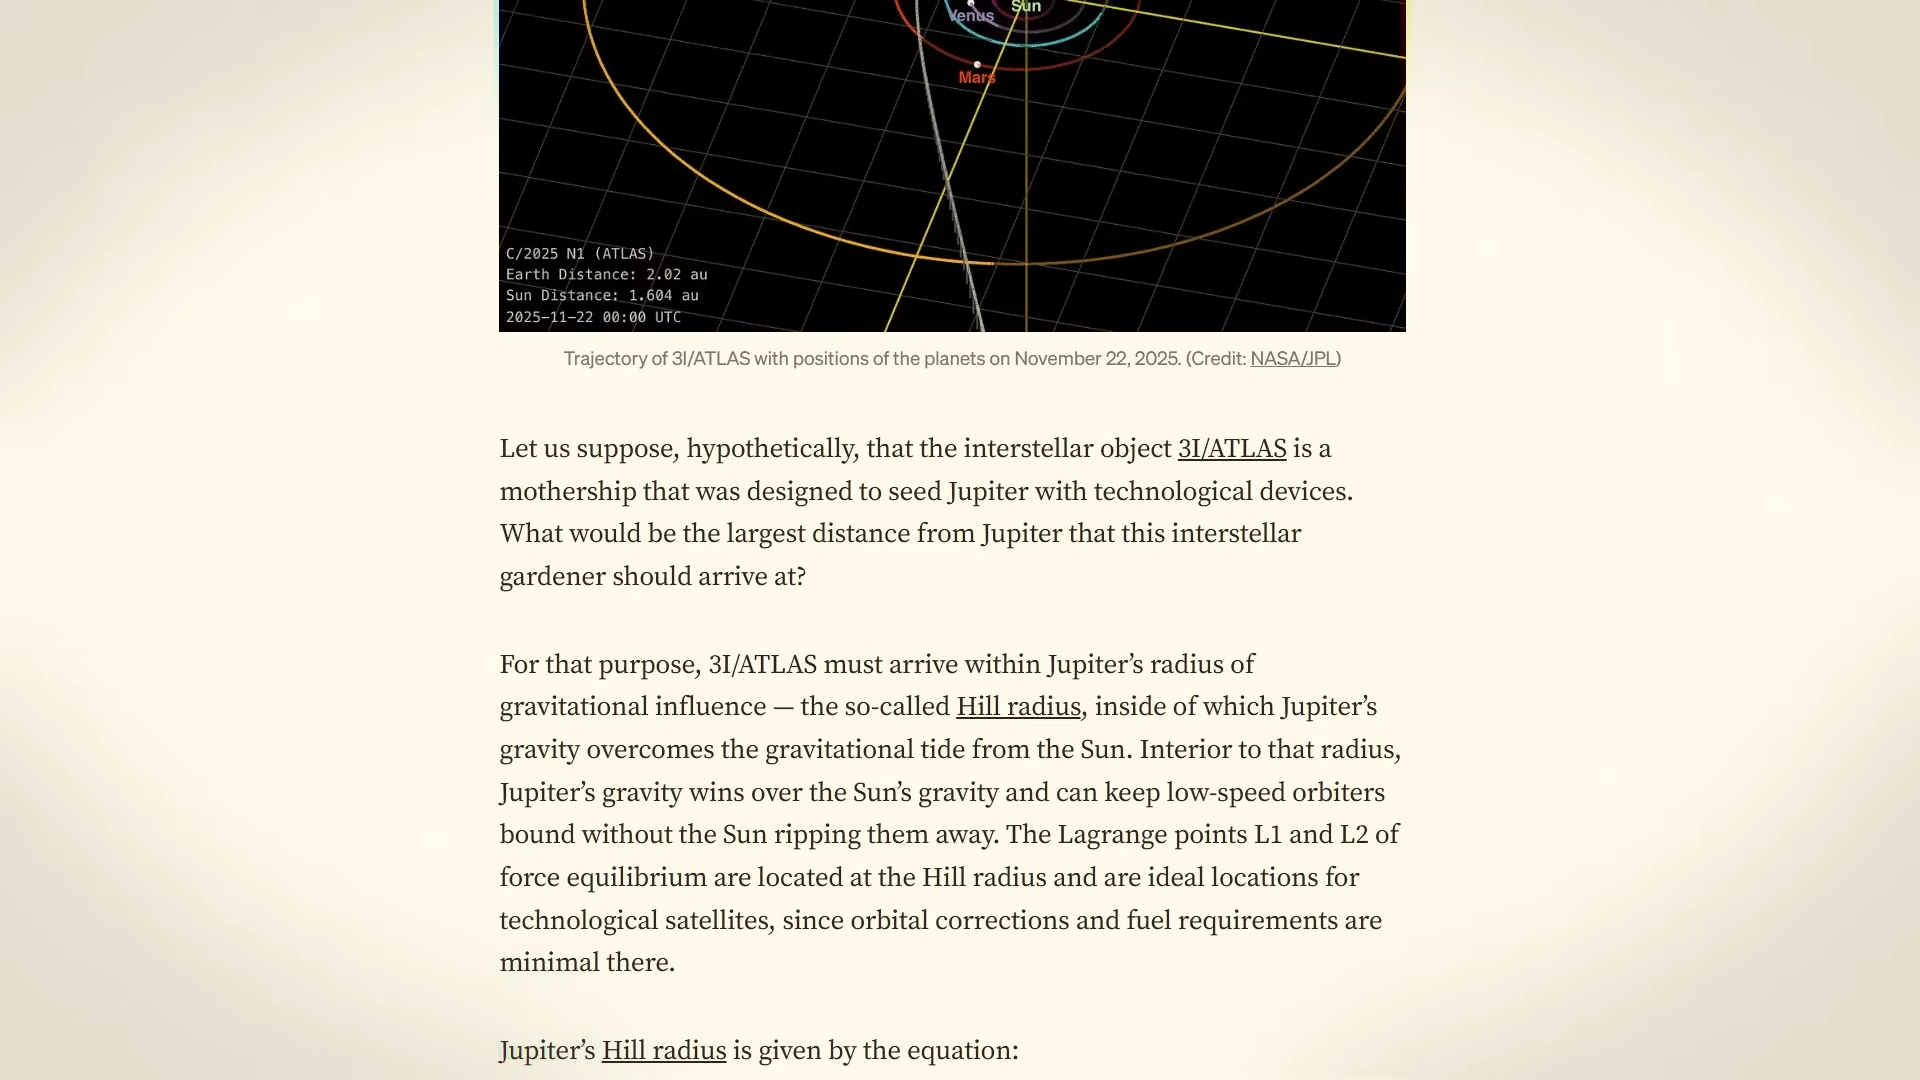 Sun
Venus
Mars
C/2025 N1 (ATLAS)
Earth Distance: 2.02 au
Sun Distance: 1.604 au
2025-11-22 00:00 UTC
Trajectory of 3I/ATLAS with positions of the planets on November 22, 2025. (Credit: NASA/JPL)
Let us suppose, hypothetically, that the interstellar object 3I/ATLAS is a
mothership that was designed to seed Jupiter with technological devices.
What would be the largest distance from Jupiter that this interstellar
gardener should arrive at?
For that purpose, 3I/ATLAS must arrive within Jupiter’s radius of
gravitational influence — the so-called Hill radius, inside of which Jupiter’s
gravity overcomes the gravitational tide from the Sun. Interior to that radius,
Jupiter’s gravity wins over the Sun’s gravity and can keep low-speed orbiters
bound without the Sun ripping them away. The Lagrange points L1 and L2 of
force equilibrium are located at the Hill radius and are ideal locations for
technological satellites, since orbital corrections and fuel requirements are
minimal there.
Jupiter’s Hill radius is given by the equation: